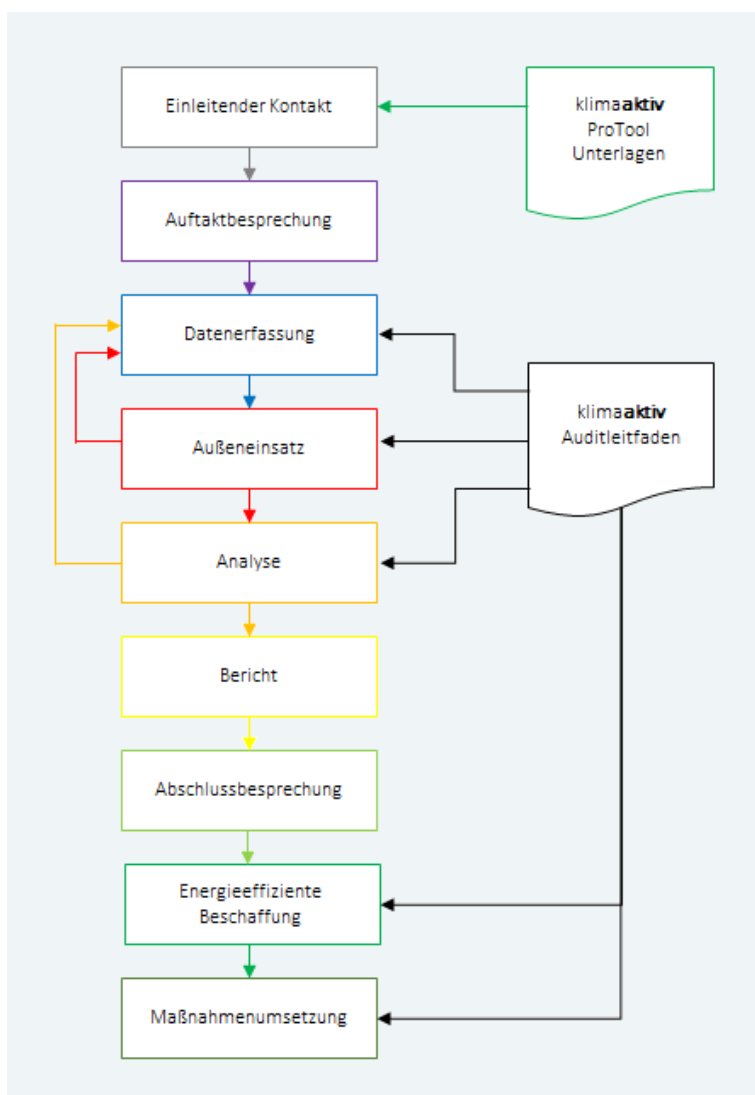 Einleitender Kontakt
klimaaktiv
ProTool
Unterlagen
Auftaktbesprechung
Datenerfassung
klimaaktiv
Auditleitfaden
Außeneinsatz
Analyse
Bericht
Abschlussbesprechung
Energieeffiziente
Beschaffung
Maßnahmenumsetzung